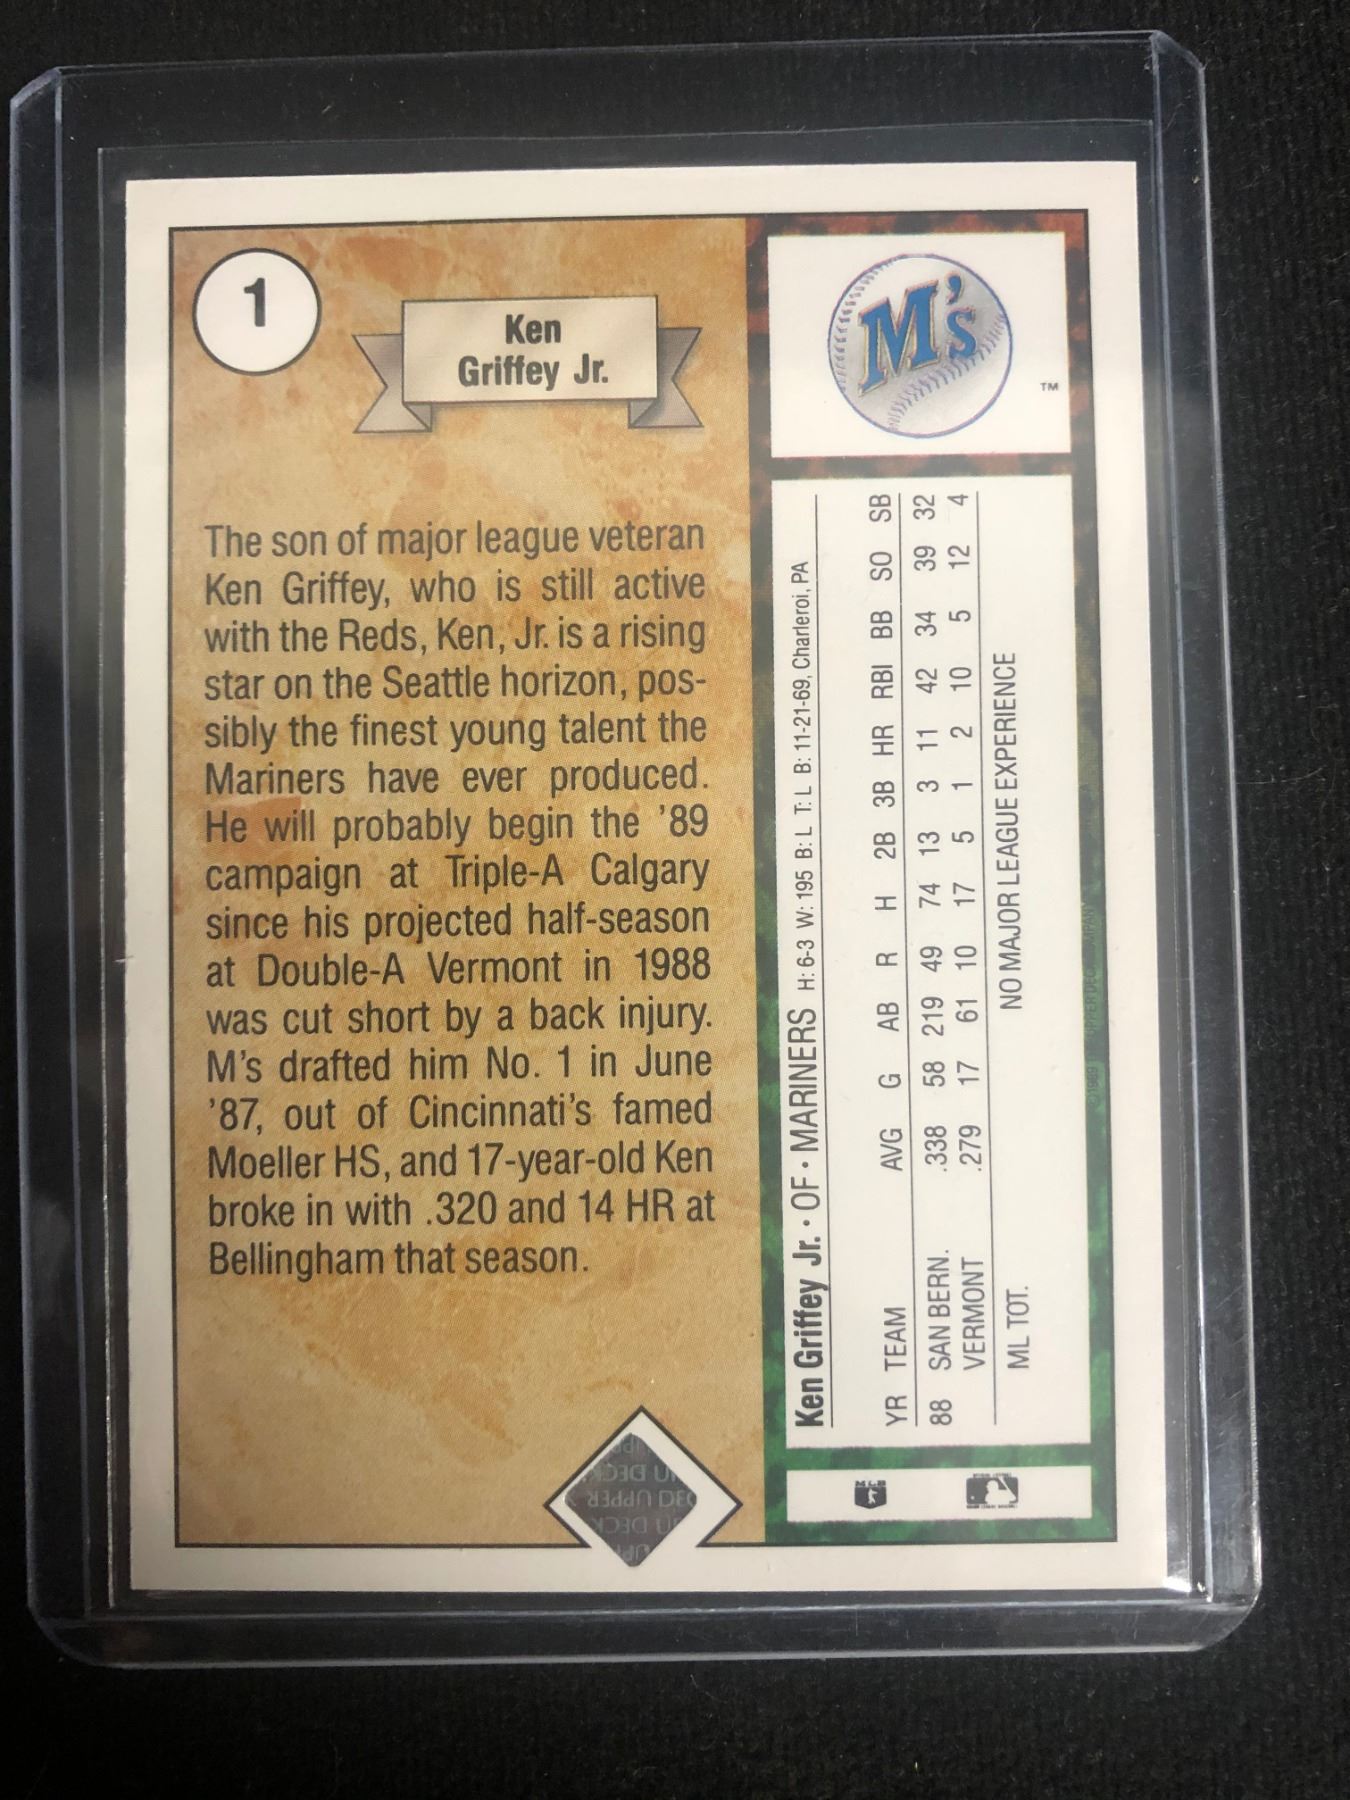 1
Ken
Griffey Jr.
The son of major league veteran
Ken Griffey, who is still active
with the Reds, Ken, Jr. is a rising
star on the Seattle horizon, pos-
sibly the finest young talent the
Mariners have ever produced.
He will probably begin the '89
campaign at Triple-A Calgary
since his projected half-season
at Double-A Vermont in 1988
was cut short by a back injury.
M's drafted him No. 1 in June
'87, out of Cincinnati's famed
Moeller HS, and 17-year-old Ken
broke in with .320 and 14 HR at
Bellingham that season.
M's
TM
Ken Griffey Jr. • OF • MARINERS H: 6-3 W: 195 B: L T: L B: 11-21-69, Charleroi, PA
YR TEAM AVG G AB R H 2B 3B HR RBI BB SO SB
88 SAN BERN. .338 58 219 49 74 13 3 11 42 34 39 32
VERMONT .279 17 61 10 17 5 1 2 10 5 12 4
ML TOT. NO MAJOR LEAGUE EXPERIENCE
©1989 UPPER DECK COMPANY
UPPER DECK